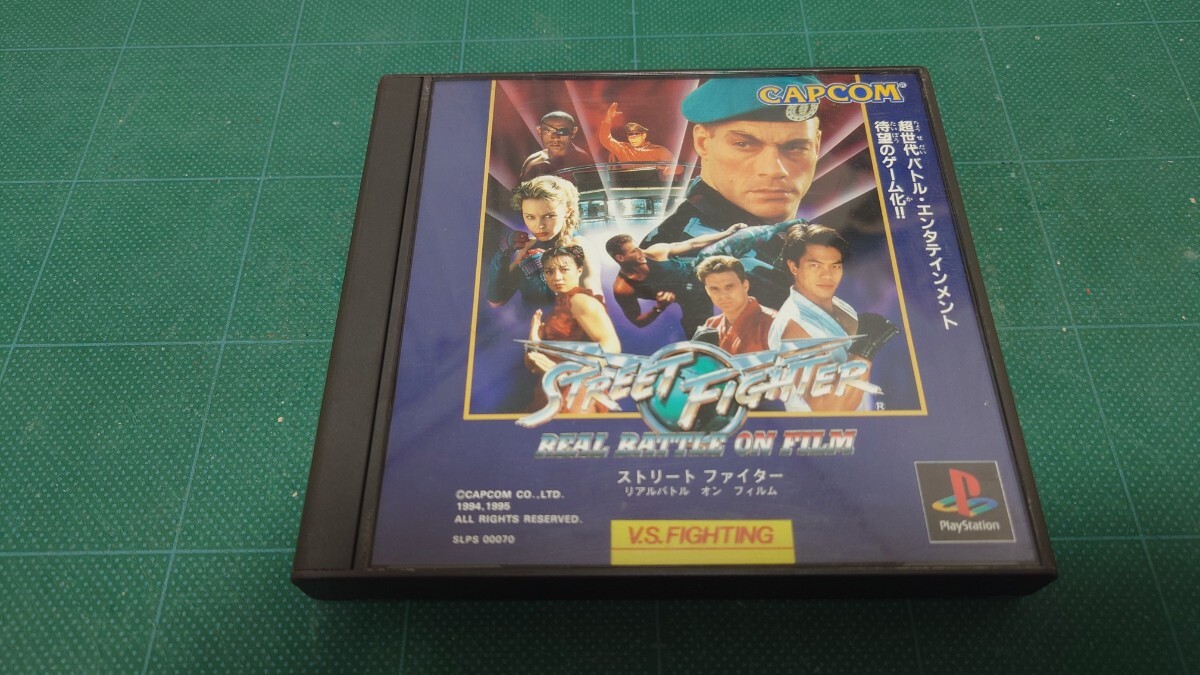 CAPCOM®
超世代バトル・エンタテインメント
待望のゲーム化!!
STREET FIGHTER
REAL BATTLE ON FILM
ストリート ファイター
リアルバトル オン フィルム
©CAPCOM CO.,LTD.
1994,1995
ALL RIGHTS RESERVED.
SLPS 00070
V.S.FIGHTING
PlayStation